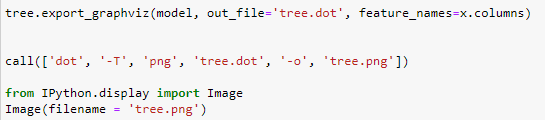 tree.export_graphviz(model, out_file='tree.dot', feature_names=x.columns)
call(['dot', '-T', 'png', 'tree.dot', '-o', 'tree.png'])
from IPython.display import Image
Image(filename = 'tree.png')